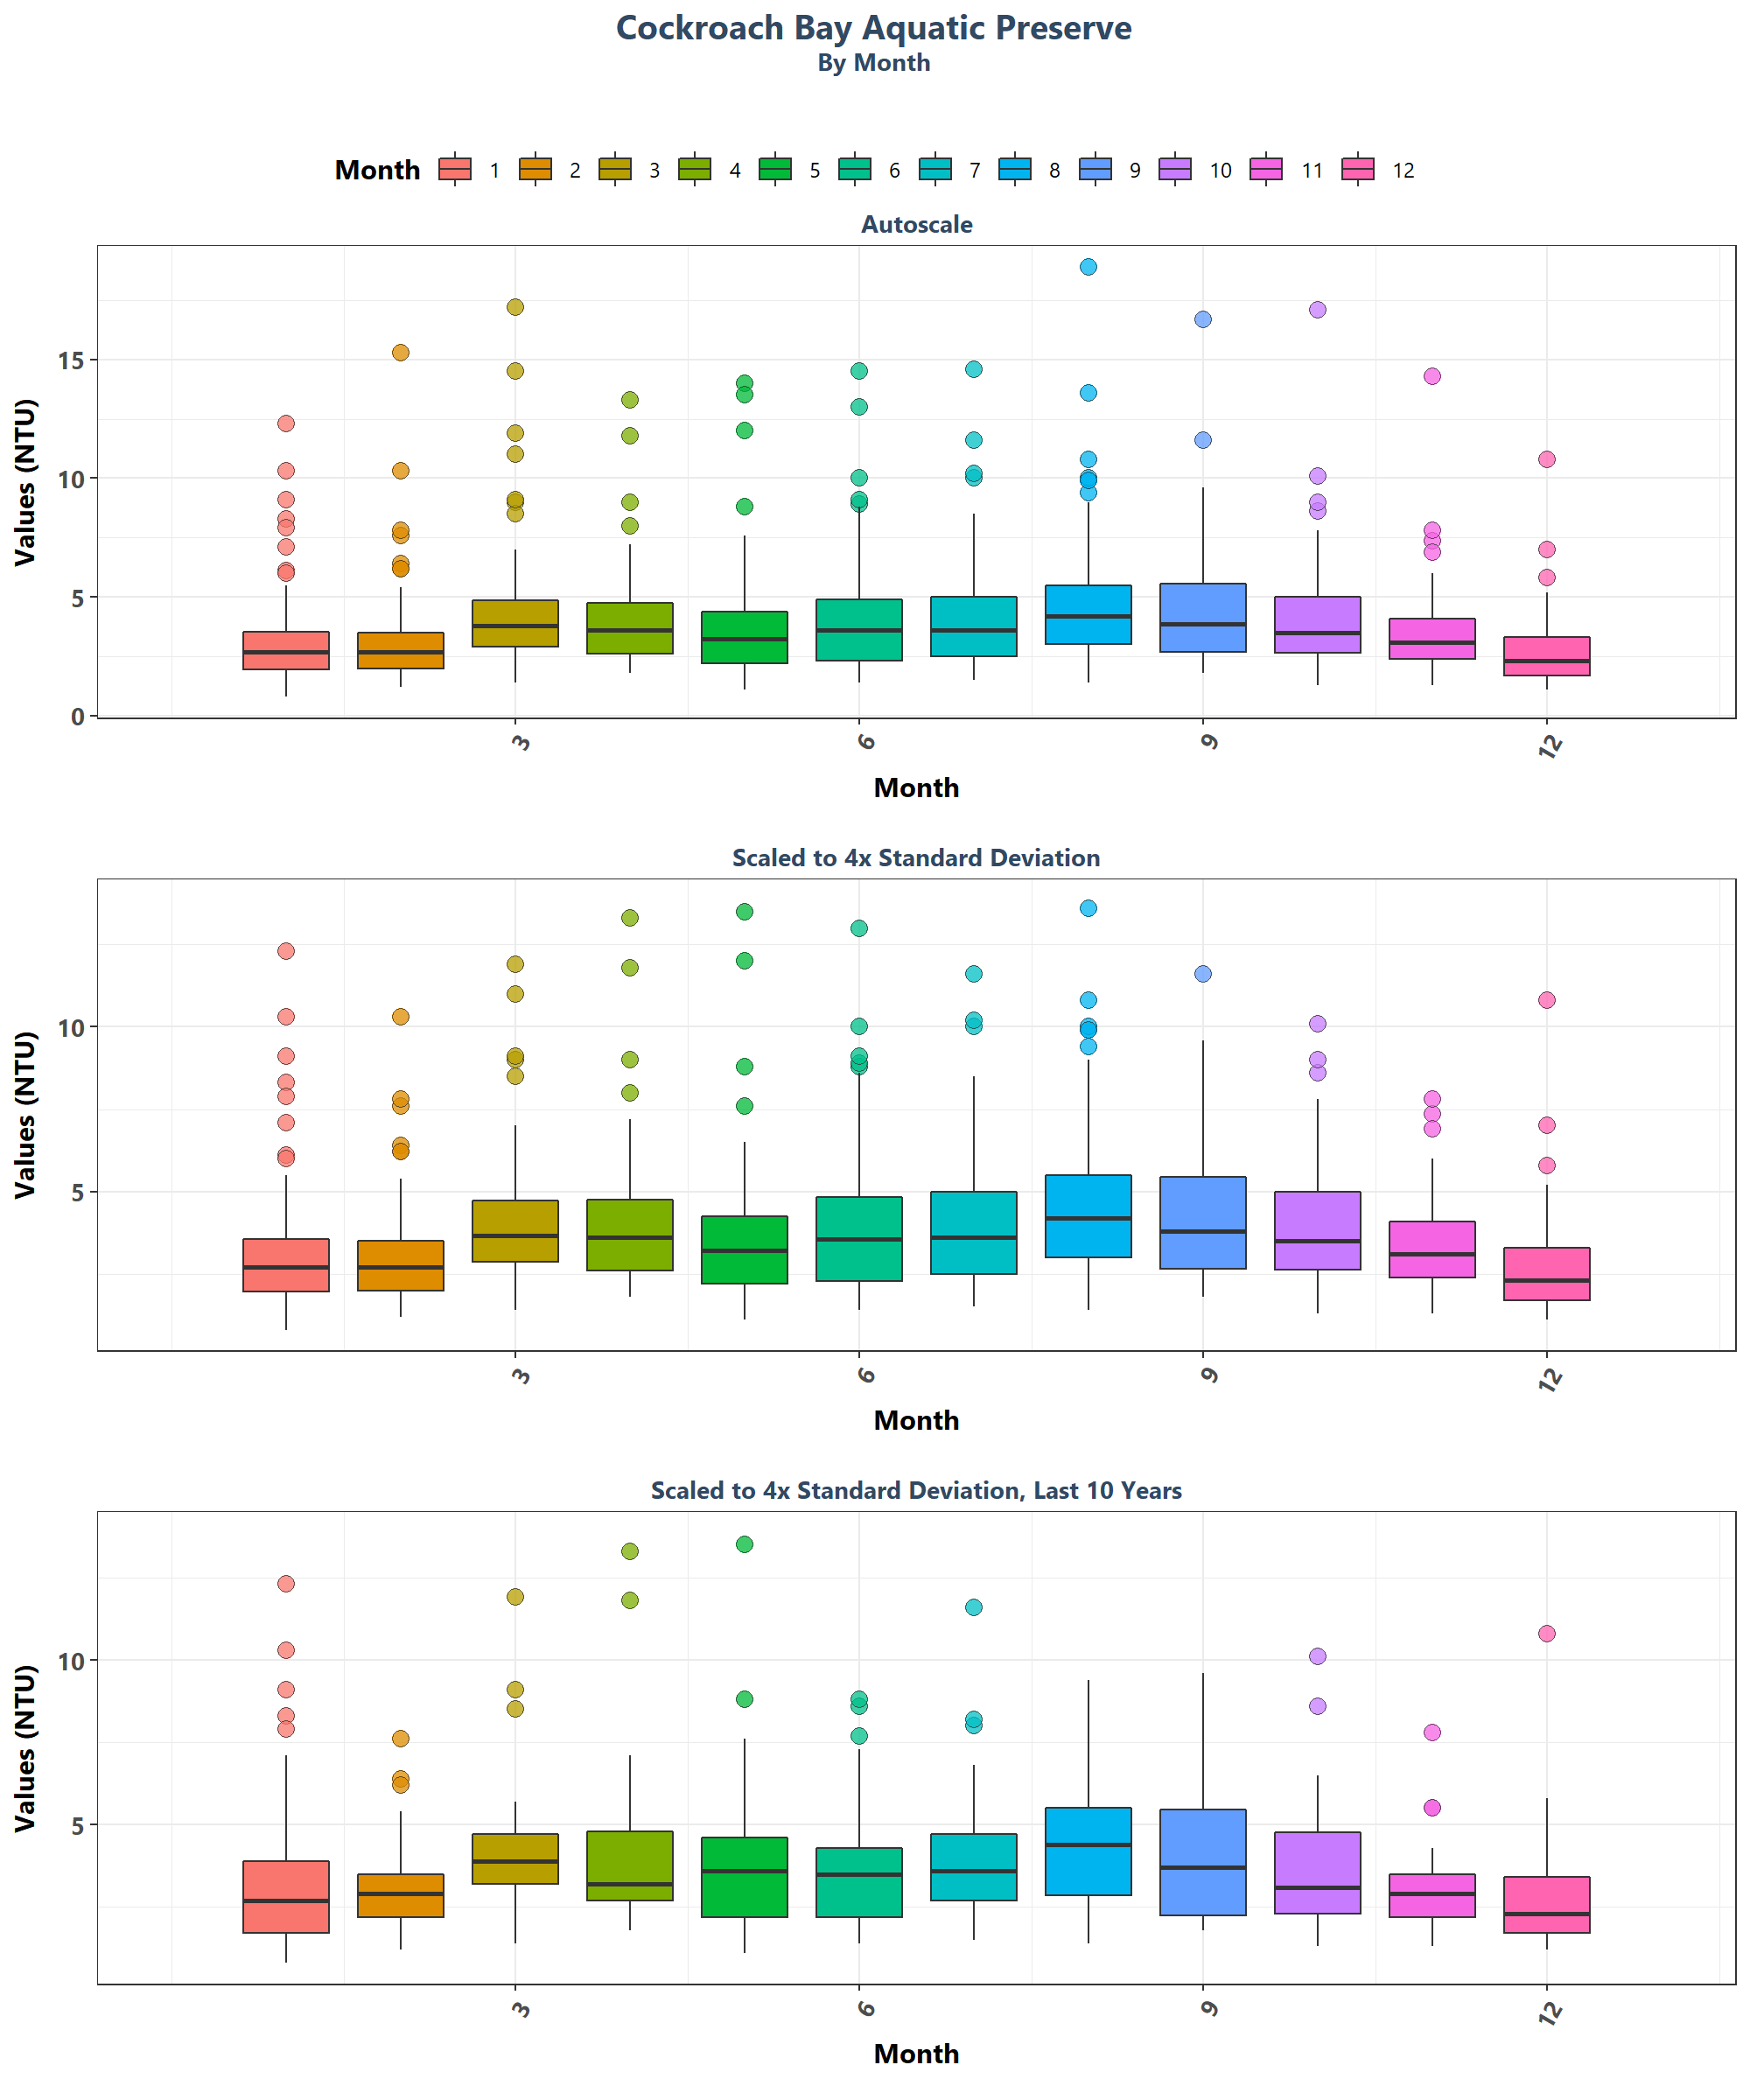 Cockroach Bay Aquatic Preserve
By Month
Month 1 2 3 4 5 6 7 8 9 10 11 12
Autoscale
Values (NTU)
15
10
5
0
3 6 9 12
Month
Scaled to 4x Standard Deviation
Values (NTU)
10
5
3 6 9 12
Month
Scaled to 4x Standard Deviation, Last 10 Years
Values (NTU)
10
5
3 6 9 12
Month